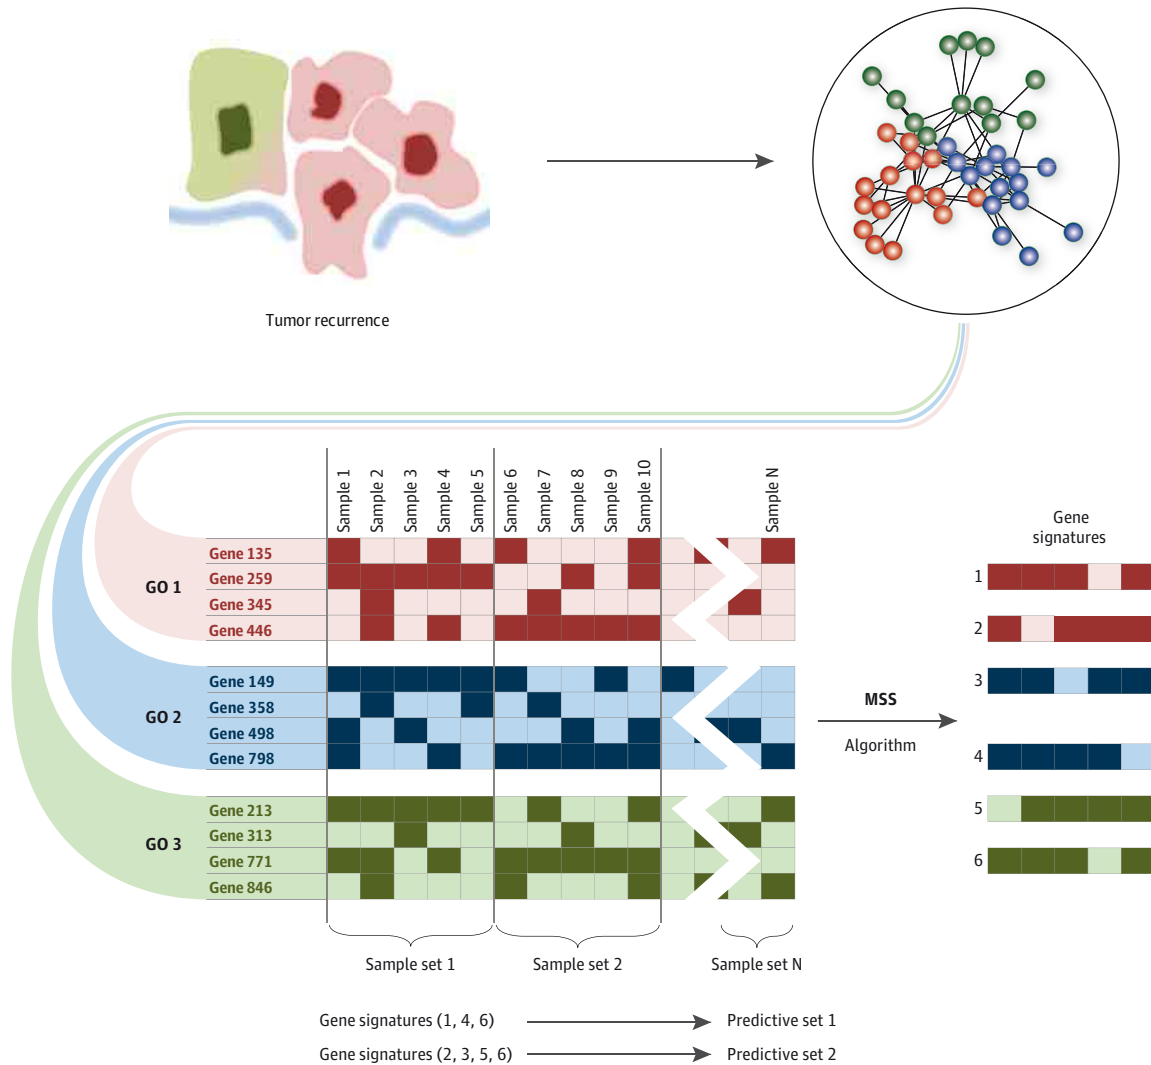 Tumor recurrence
Sample 1
Sample 2
Sample 3
Sample 4
Sample 5
Sample 6
Sample 7
Sample 8
Sample 9
Sample 10
Sample N
Gene
signatures
GO 1
Gene 135
Gene 259
Gene 345
Gene 446
GO 2
Gene 149
Gene 358
Gene 498
Gene 798
GO 3
Gene 213
Gene 313
Gene 771
Gene 846
MSS
Algorithm
1
2
3
4
5
6
Sample set 1
Sample set 2
Sample set N
Gene signatures (1, 4, 6) Predictive set 1
Gene signatures (2, 3, 5, 6) Predictive set 2